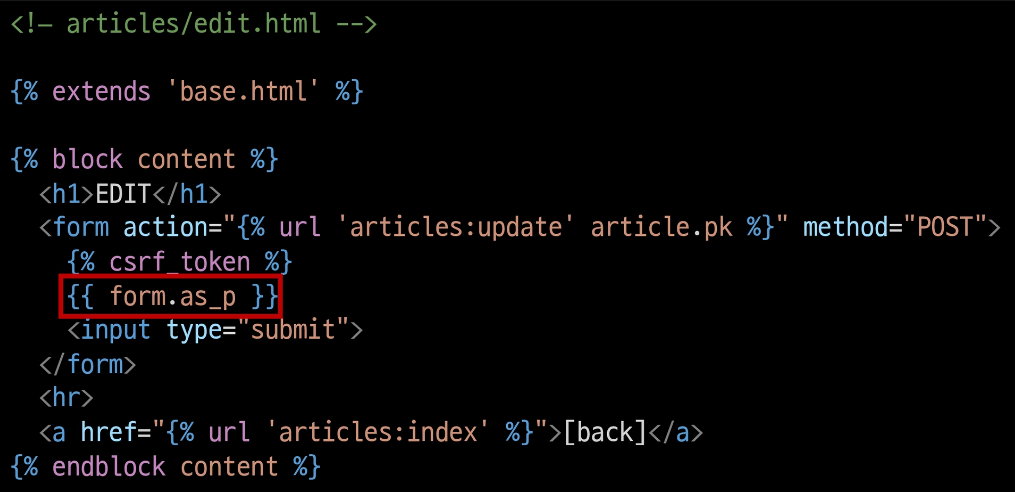 <!— articles/edit.html -->
{% extends 'base.html' %}
{% block content %}
<h1>EDIT</h1>
<form action="{% url 'articles:update' article.pk %}" method="POST">
{% csrf_token %}
{{ form.as_p }}
<input type="submit">
</form>
<hr>
<a href="{% url 'articles:index' %}">[back]</a>
{% endblock content %}